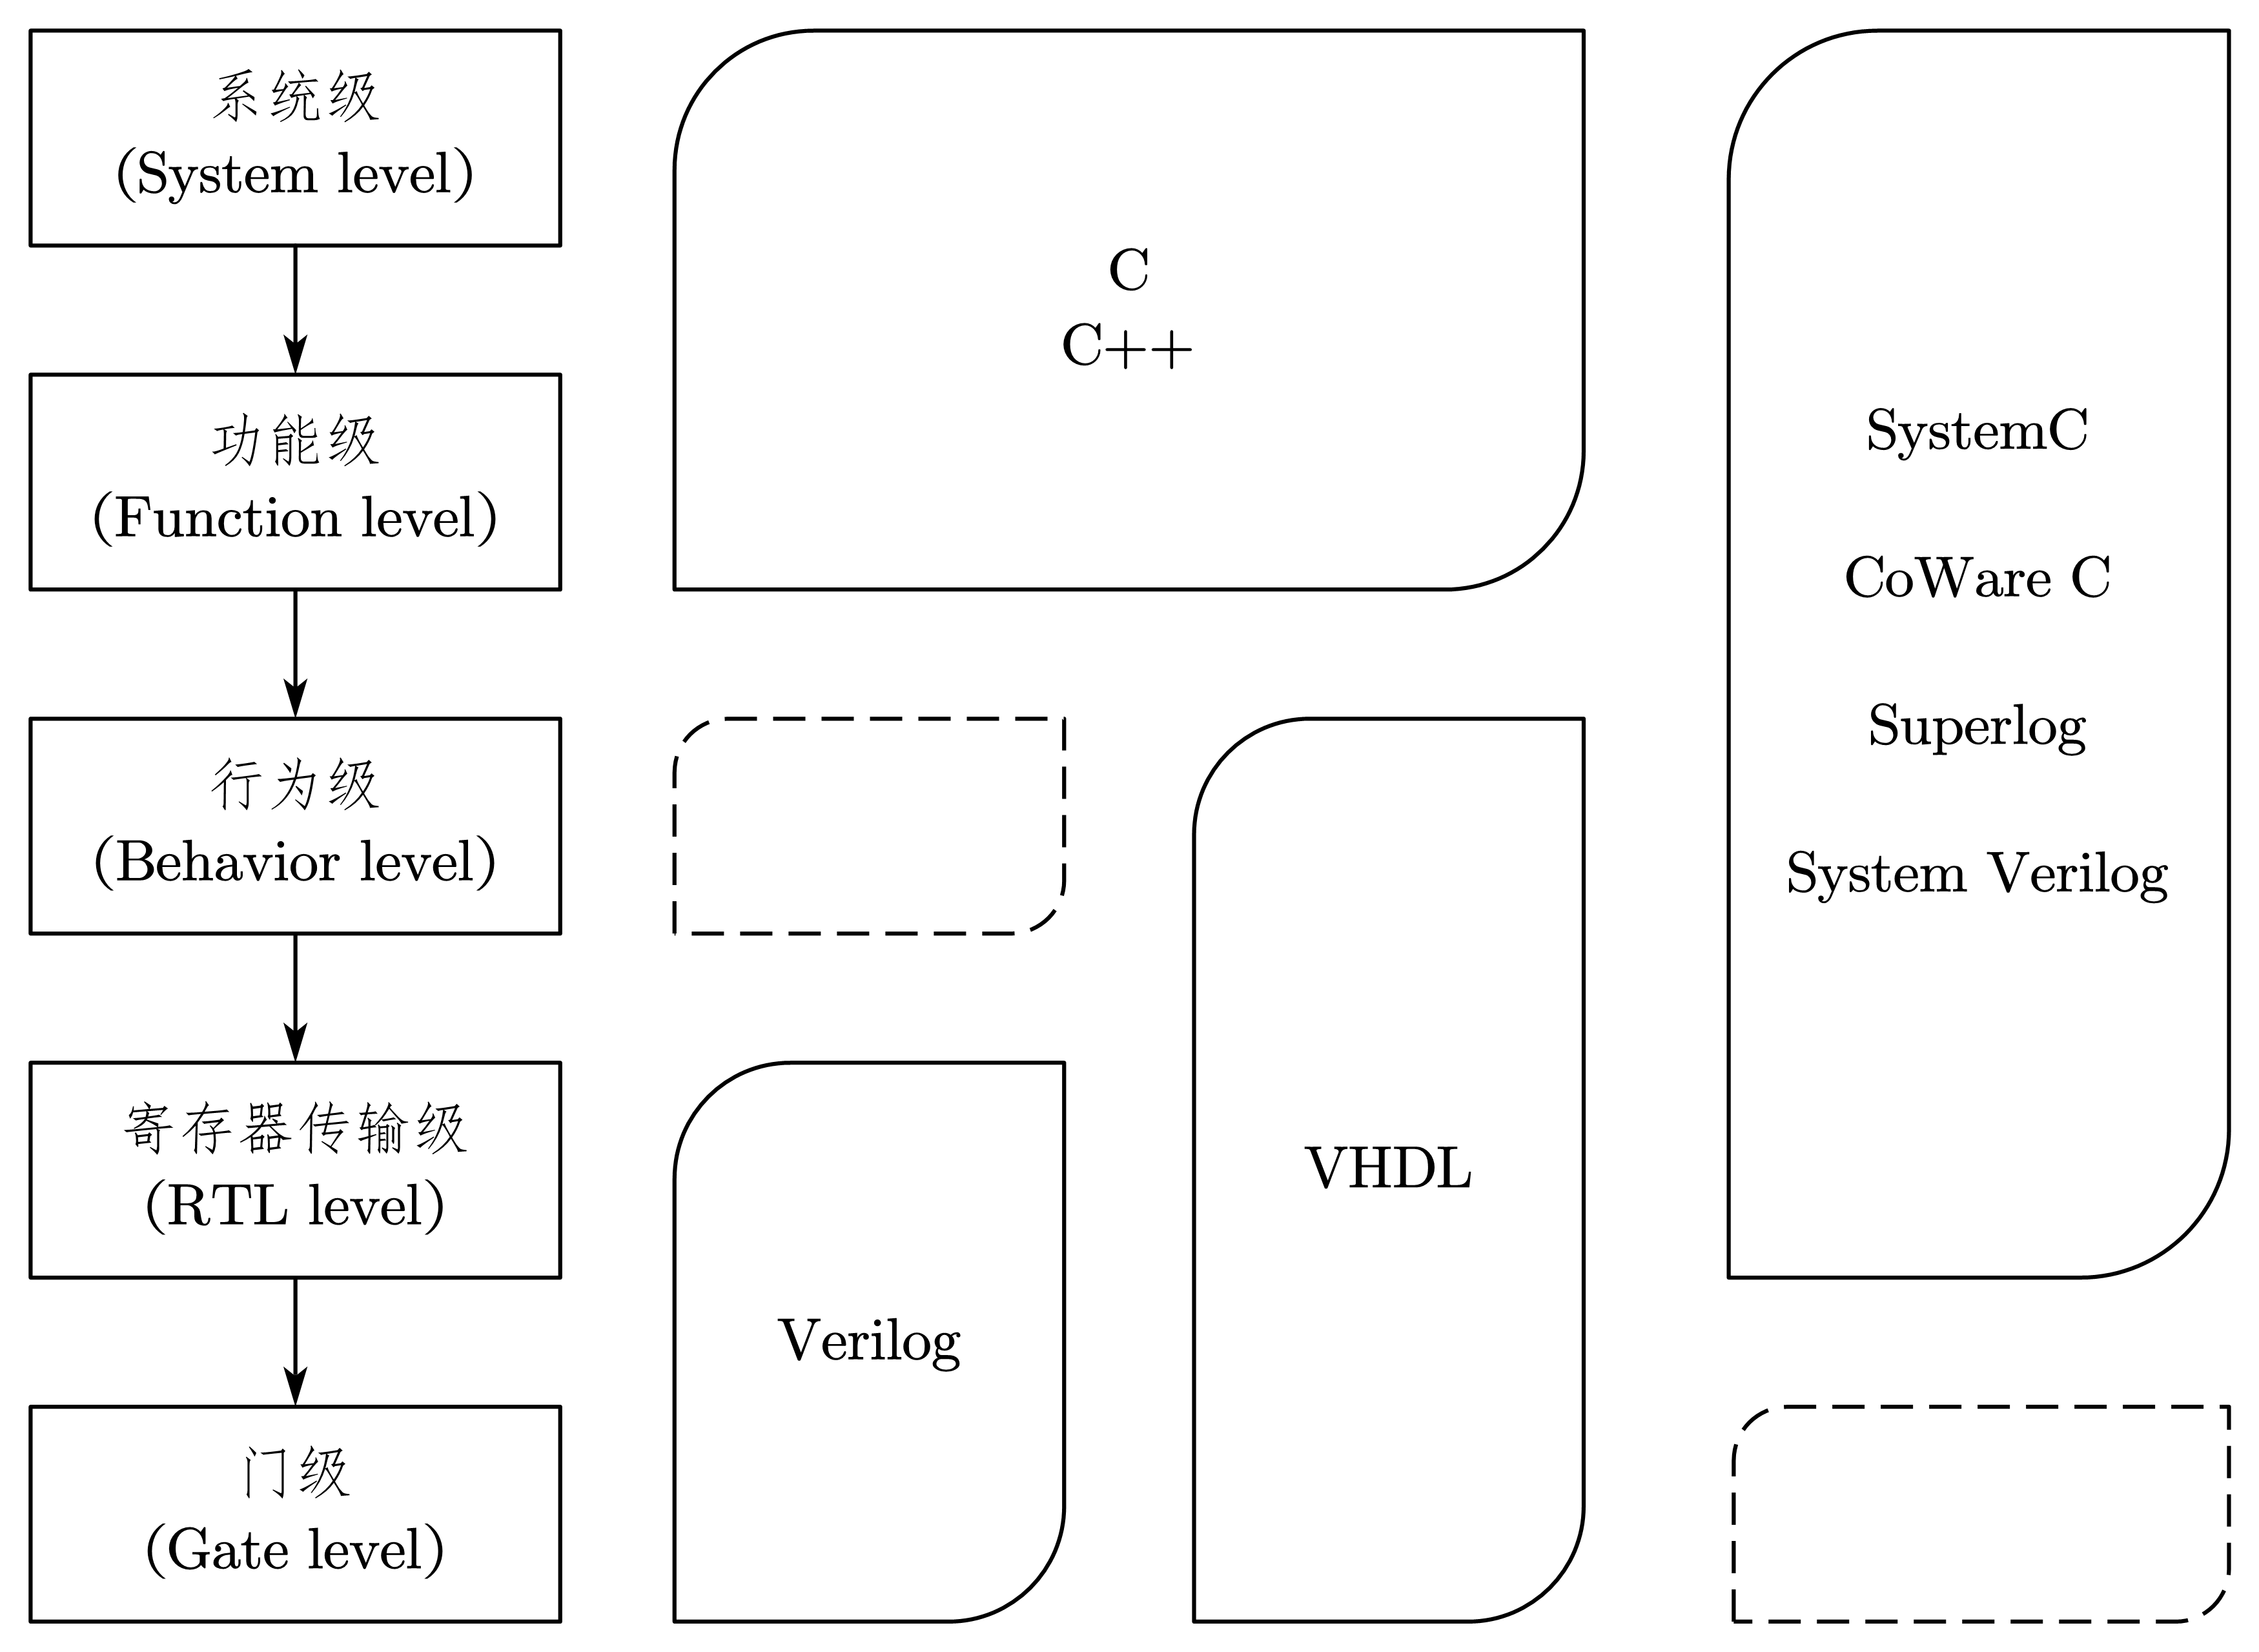 系统级
(System level)
功能级
(Function level)
行为级
(Behavior level)
寄存器传输级
(RTL level)
门级
(Gate level)
C
C++
Verilog
VHDL
SystemC
CoWare C
Superlog
System Verilog